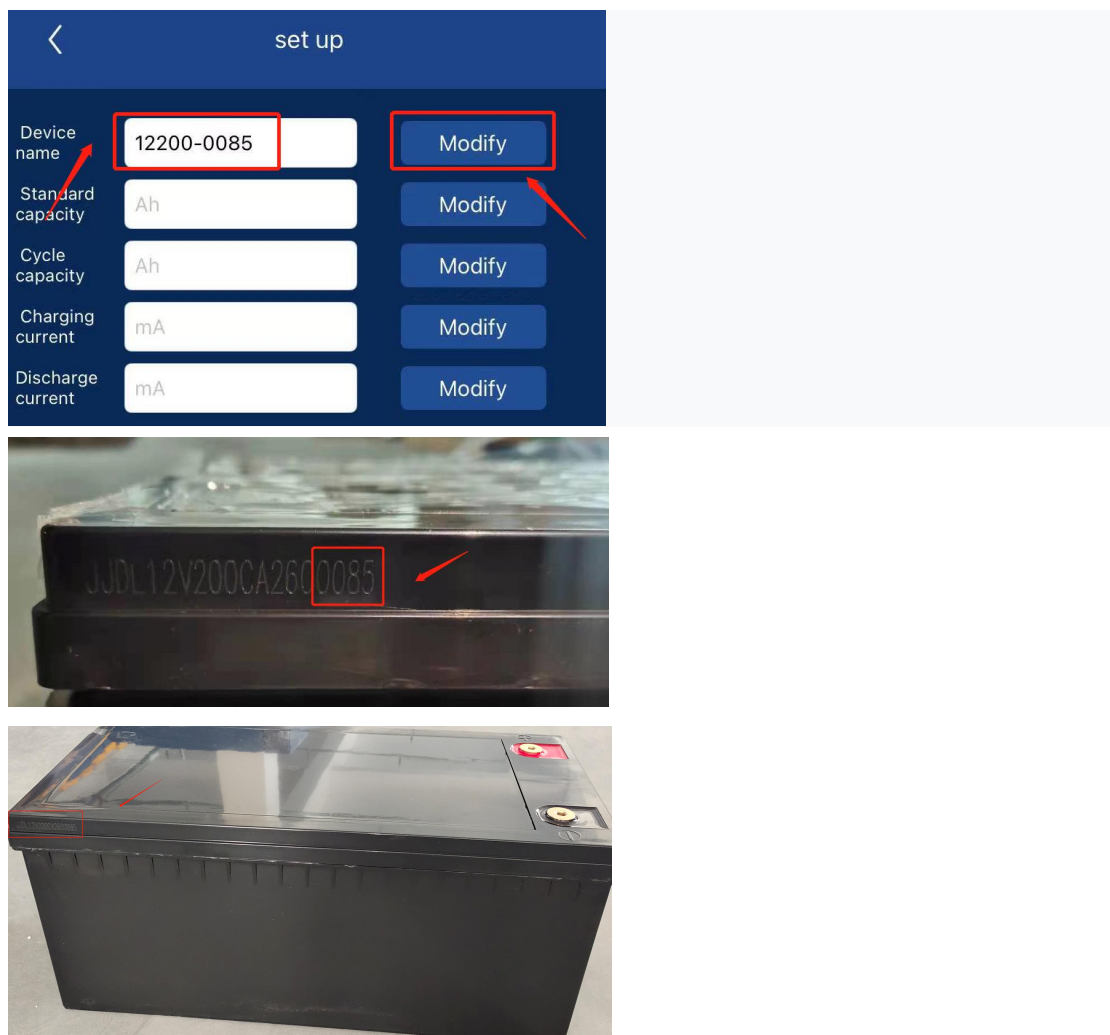 set up
Device
name
12200-0085
Modify
Standard
capacity
Ah
Modify
Cycle
capacity
Ah
Modify
Charging
current
mA
Modify
Discharge
current
mA
Modify
JJDL12V200CA2600085